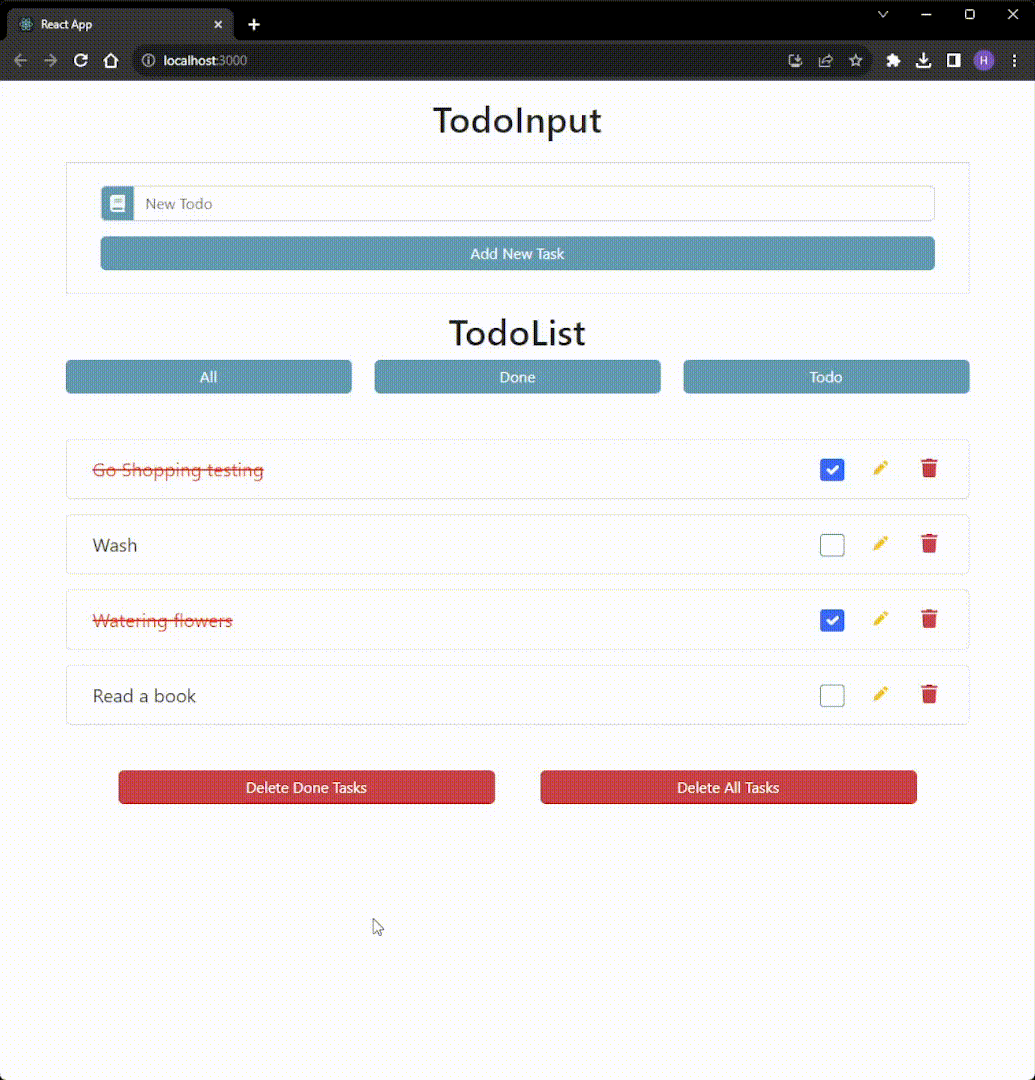 React App
localhost:3000
H
TodoInput
New Todo
Add New Task
TodoList
All Done Todo
Go Shopping testing
Wash
Watering flowers
Read a book
Delete Done Tasks Delete All Tasks